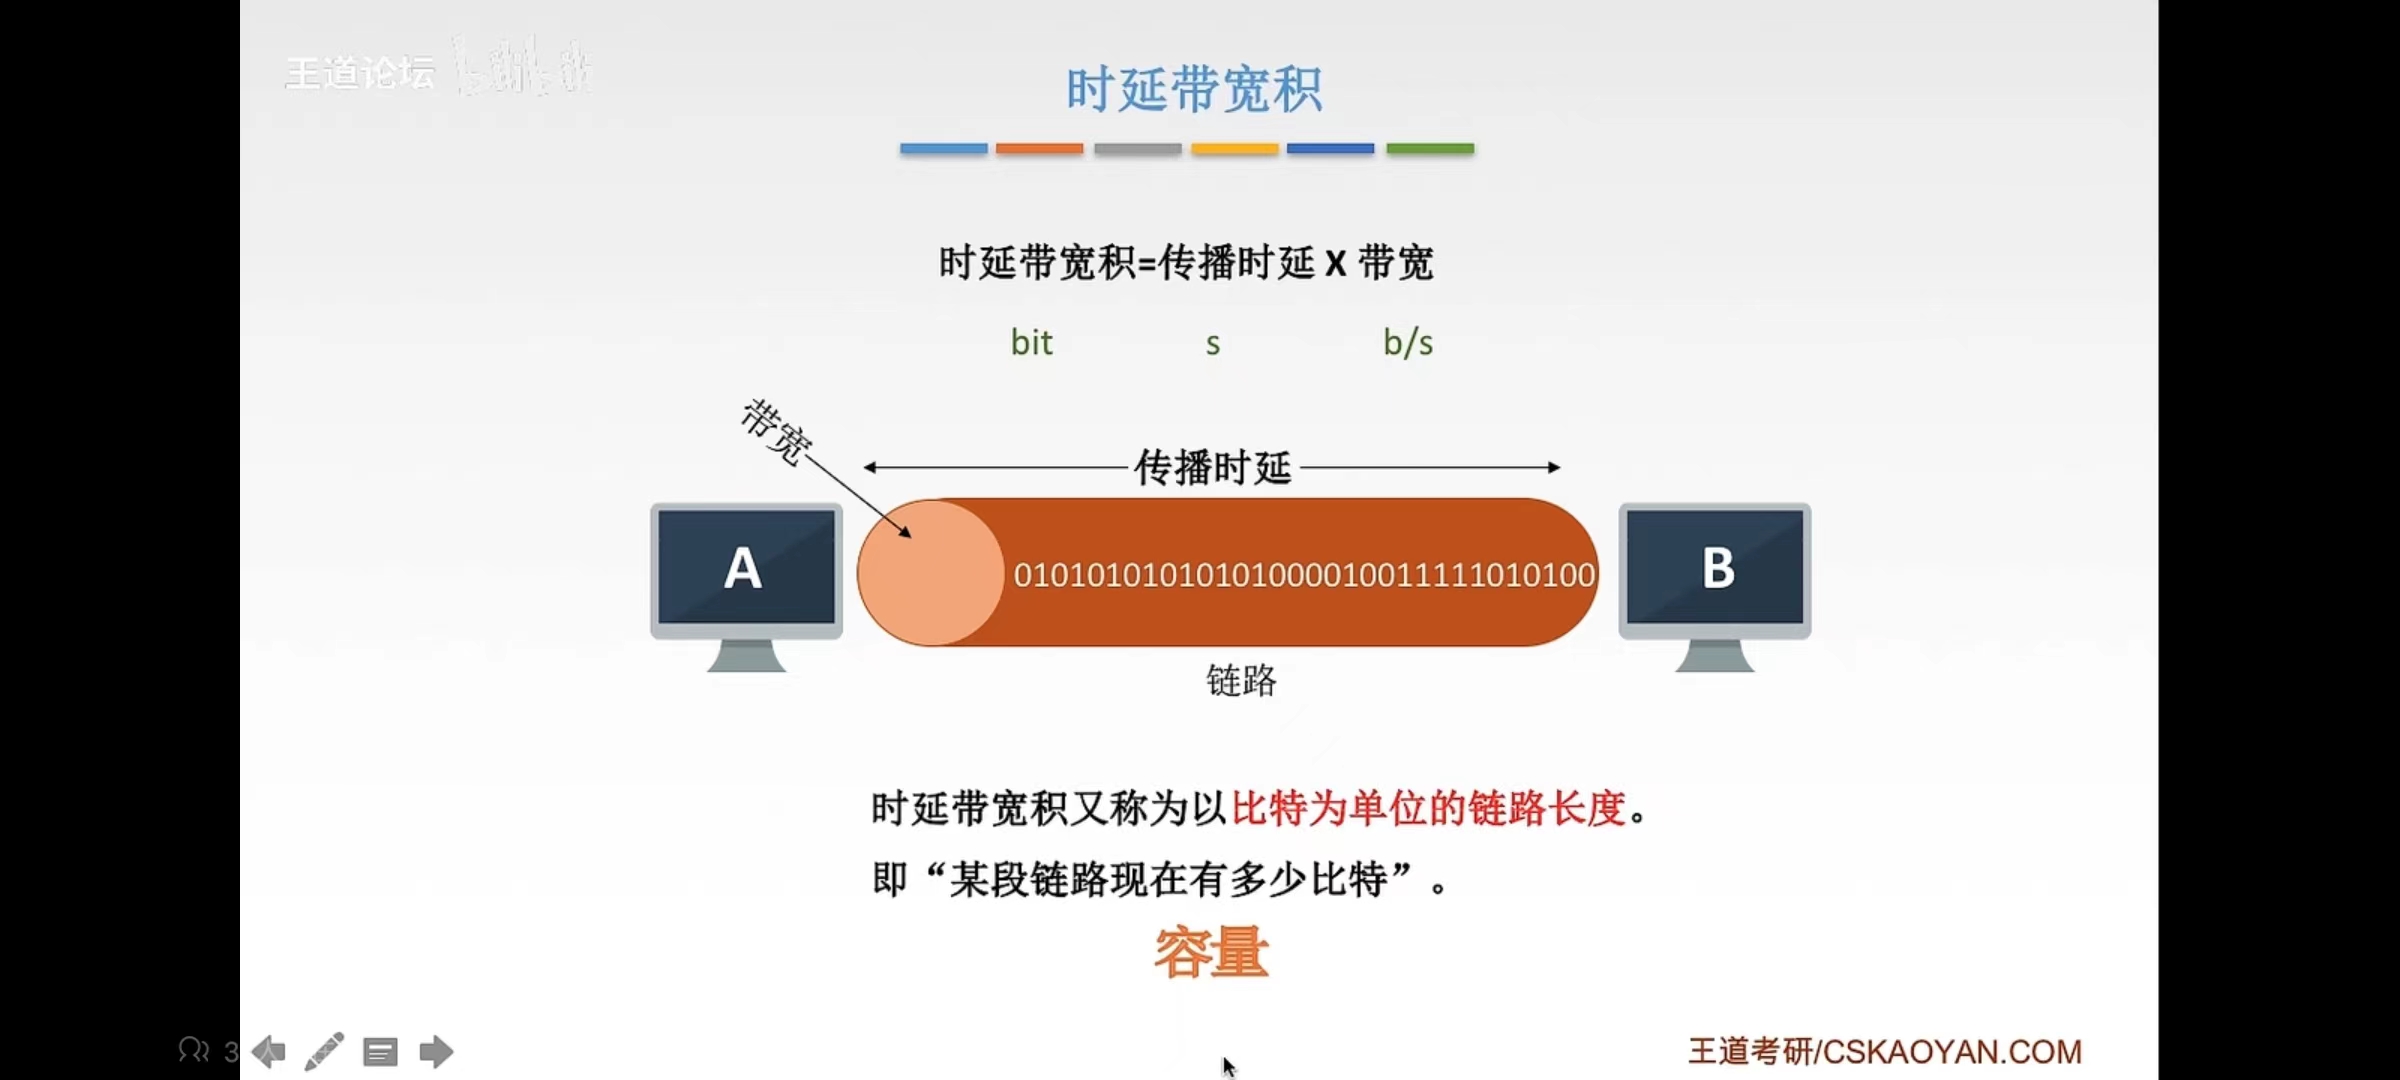 王道论坛 bilibili
时延带宽积
时延带宽积=传播时延 X 带宽
bit s b/s
带宽
传播时延
A
0101010101010100001001111010100
B
链路
时延带宽积又称为以比特为单位的链路长度。
即“某段链路现在有多少比特”。
容量
3
王道考研/CSKAOYAN.COM